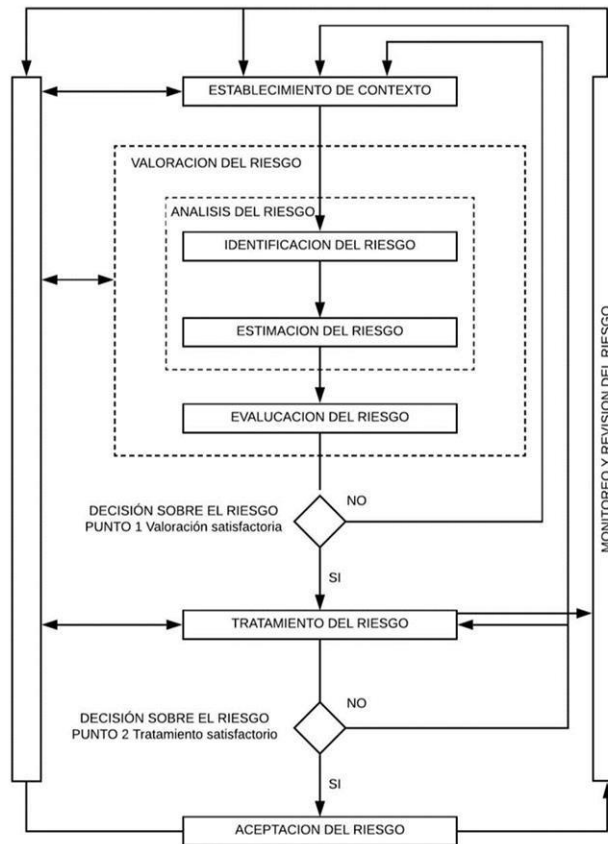 ESTABLECIMIENTO DE CONTEXTO
VALORACION DEL RIESGO
ANALISIS DEL RIESGO
IDENTIFICACION DEL RIESGO
ESTIMACION DEL RIESGO
EVALUCACION DEL RIESGO
MONITOREO Y REVISION DEL RIESGO
DECISIÓN SOBRE EL RIESGO
PUNTO 1 Valoración satisfactoria
NO
SI
TRATAMIENTO DEL RIESGO
DECISIÓN SOBRE EL RIESGO
PUNTO 2 Tratamiento satisfactorio
NO
SI
ACEPTACION DEL RIESGO